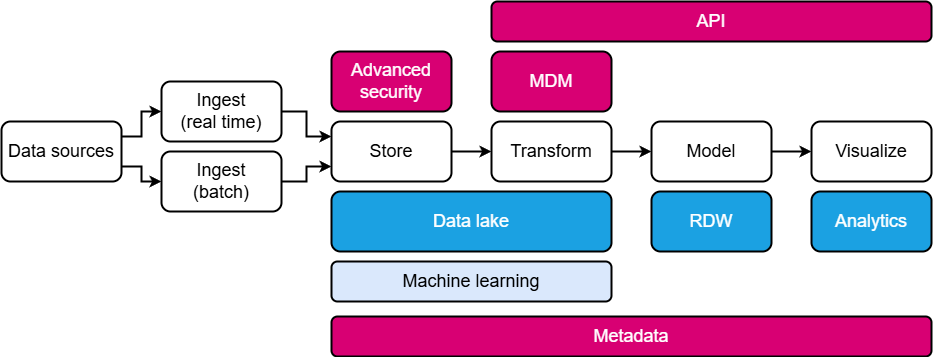 API
Advanced
security
MDM
Ingest
(real time)
Data sources
Store
Transform
Model
Visualize
Ingest
(batch)
Data lake
RDW
Analytics
Machine learning
Metadata